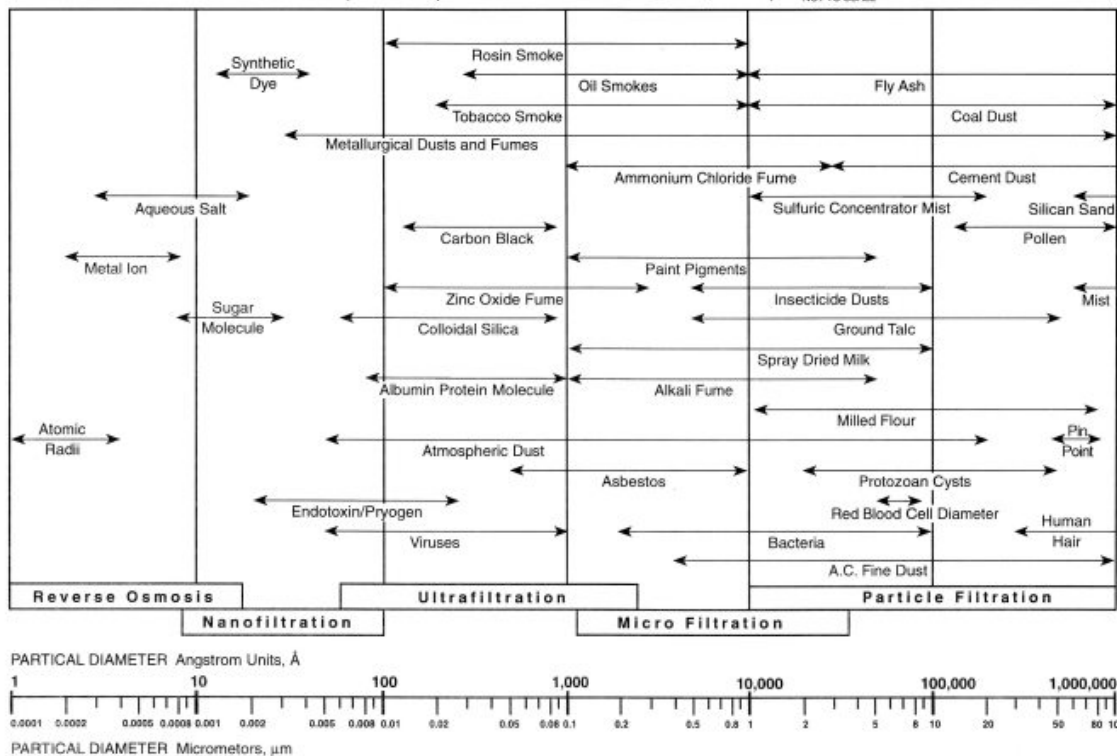 Rosin Smoke
Synthetic
Dye
Oil Smokes
Fly Ash
Tobacco Smoke
Coal Dust
Metallurgical Dusts and Fumes
Ammonium Chloride Fume
Cement Dust
Aqueous Salt
Sulfuric Concentrator Mist
Silican Sand
Carbon Black
Pollen
Metal Ion
Paint Pigments
Zinc Oxide Fume
Insecticide Dusts
Mist
Sugar
Molecule
Colloidal Silica
Ground Talc
Spray Dried Milk
Albumin Protein Molecule
Alkali Fume
Milled Flour
Atomic
Radii
Atmospheric Dust
Pin
Point
Asbestos
Protozoan Cysts
Endotoxin/Pryogen
Red Blood Cell Diameter
Viruses
Bacteria
Human
Hair
A.C. Fine Dust
Reverse Osmosis
Ultrafiltration
Particle Filtration
Nanofiltration
Micro Filtration
PARTICAL DIAMETER Angstrom Units, Å
1 10 100 1,000 10,000 100,000 1,000,000
0.0001 0.0002 0.0055 0.0008 0.001 0.002 0.005 0.008 0.01 0.02 0.05 0.08 0.1 0.2 0.5 0.8 1 2 5 8 10 20 50 80 10
PARTICAL DIAMETER Micrometors, µm